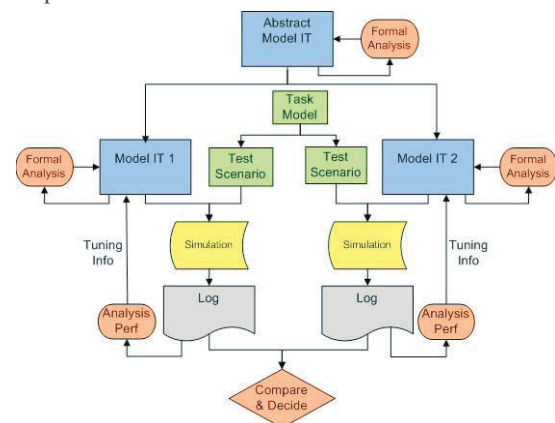 Abstract
Model IT
Formal
Analysis
Task
Model
Formal
Analysis
Model IT 1
Test
Scenario
Test
Scenario
Model IT 2
Formal
Analysis
Tuning
Info
Simulation
Simulation
Tuning
Info
Log
Log
Analysis
Perf
Analysis
Perf
Compare
& Decide